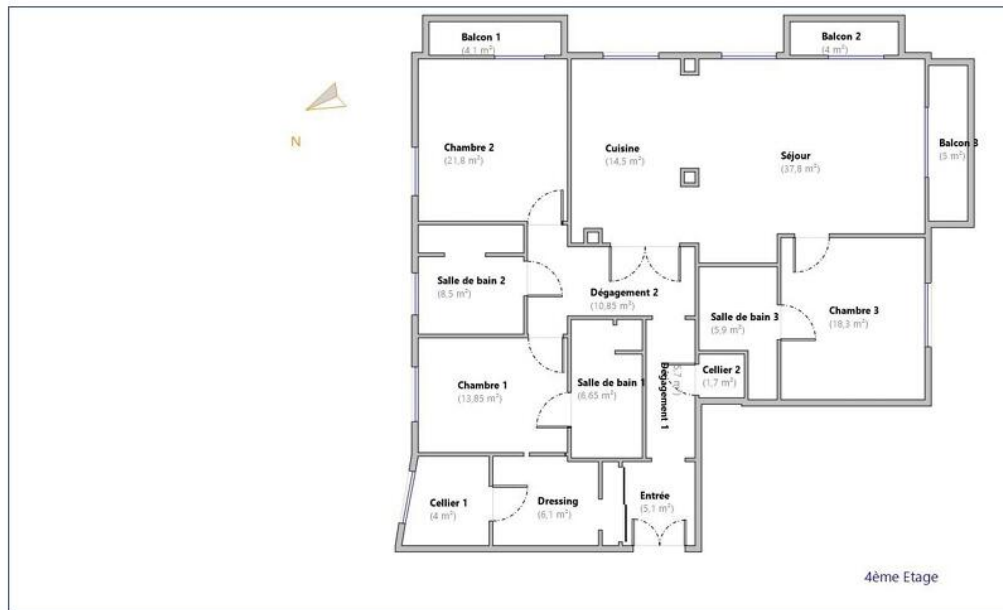 Balcon 1
(4,1 m²)
Balcon 2
(4 m²)
N
Chambre 2
(21,8 m²)
Cuisine
(14,5 m²)
Séjour
(37,8 m²)
Balcon 3
(5 m²)
Salle de bain 2
(8,5 m²)
Dégagement 2
(10,85 m²)
Salle de bain 3
(5,9 m²)
Chambre 3
(18,3 m²)
Chambre 1
(13,85 m²)
Salle de bain 1
(6,65 m²)
Dégagement 1
5,7 m²)
Cellier 2
(1,7 m²)
Cellier 1
(4 m²)
Dressing
(6,1 m²)
Entrée
(5,1 m²)
4ème Etage